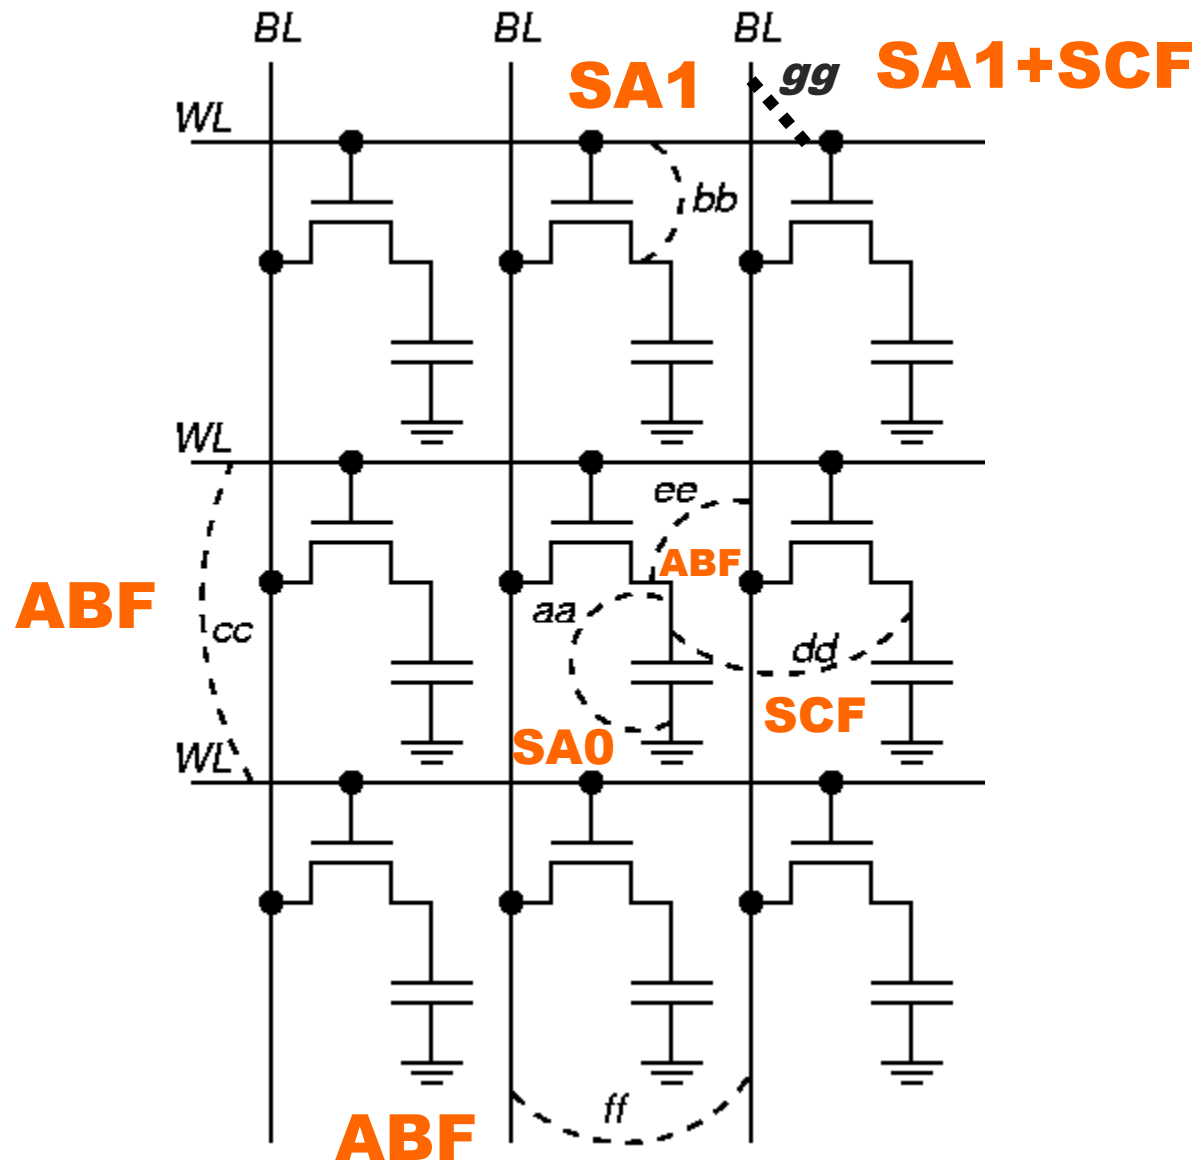 BL BL BL
SA1 gg SA1+SCF
WL
bb
WL
ee
ABF
ABF aa
cc dd
SCF
SA0
WL
ff
ABF